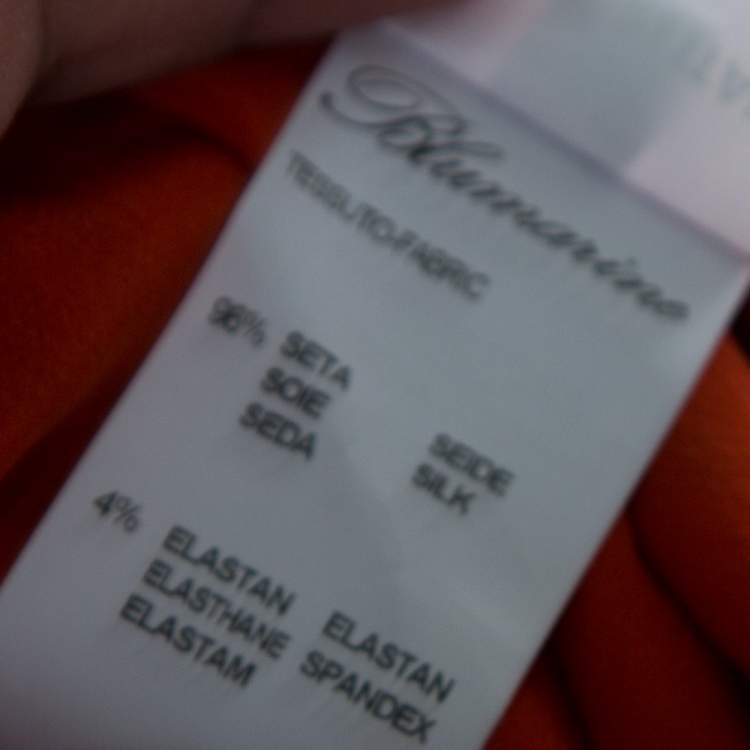 Blumarine
TESSUTO-FABRIC
96% SETA
SOIE SEIDE
SEDA SILK
4% ELASTAN ELASTAN
ELASTHANE SPANDEX
ELASTAM